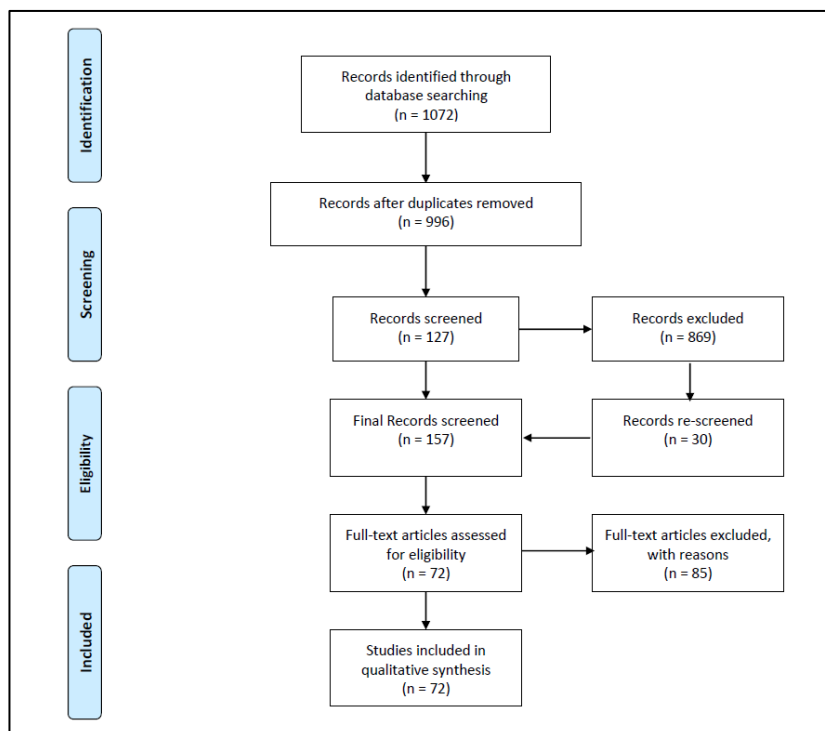 Identification
Records identified through
database searching
(n = 1072)
Records after duplicates removed
(n = 996)
Screening
Records screened
(n = 127)
Records excluded
(n = 869)
Eligibility
Final Records screened
(n = 157)
Records re-screened
(n = 30)
Full-text articles assessed
for eligibility
(n = 72)
Full-text articles excluded,
with reasons
(n = 85)
Included
Studies included in
qualitative synthesis
(n = 72)